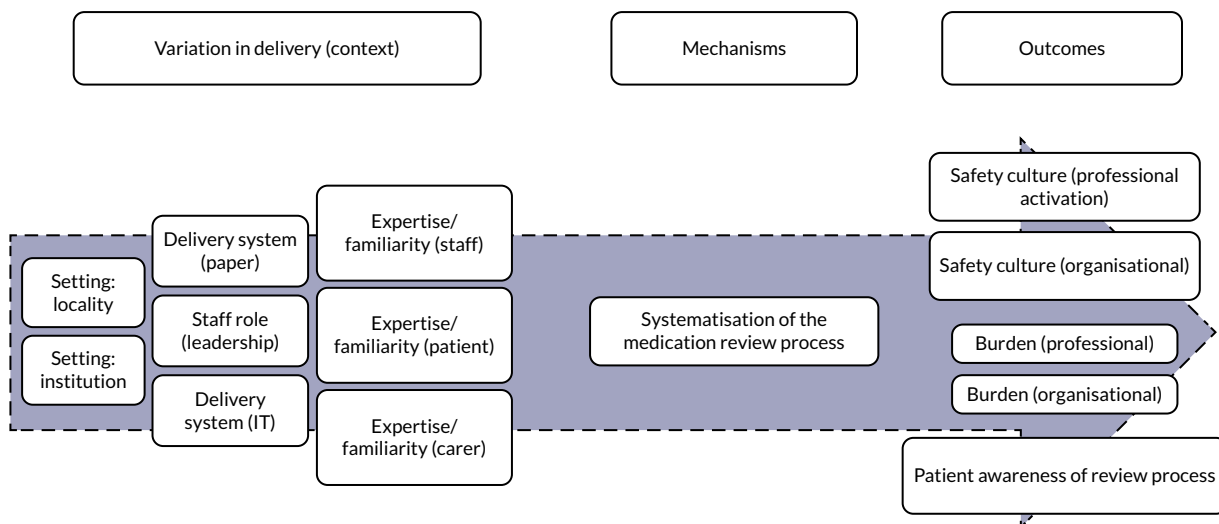 Variation in delivery (context)
Mechanisms
Outcomes
Setting:
locality
Setting:
institution
Delivery system
(paper)
Staff role
(leadership)
Delivery
system (IT)
Expertise/
familiarity (staff)
Expertise/
familiarity (patient)
Expertise/
familiarity (carer)
Systematisation of the
medication review process
Safety culture (professional
activation)
Safety culture (organisational)
Burden (professional)
Burden (organisational)
Patient awareness of review process